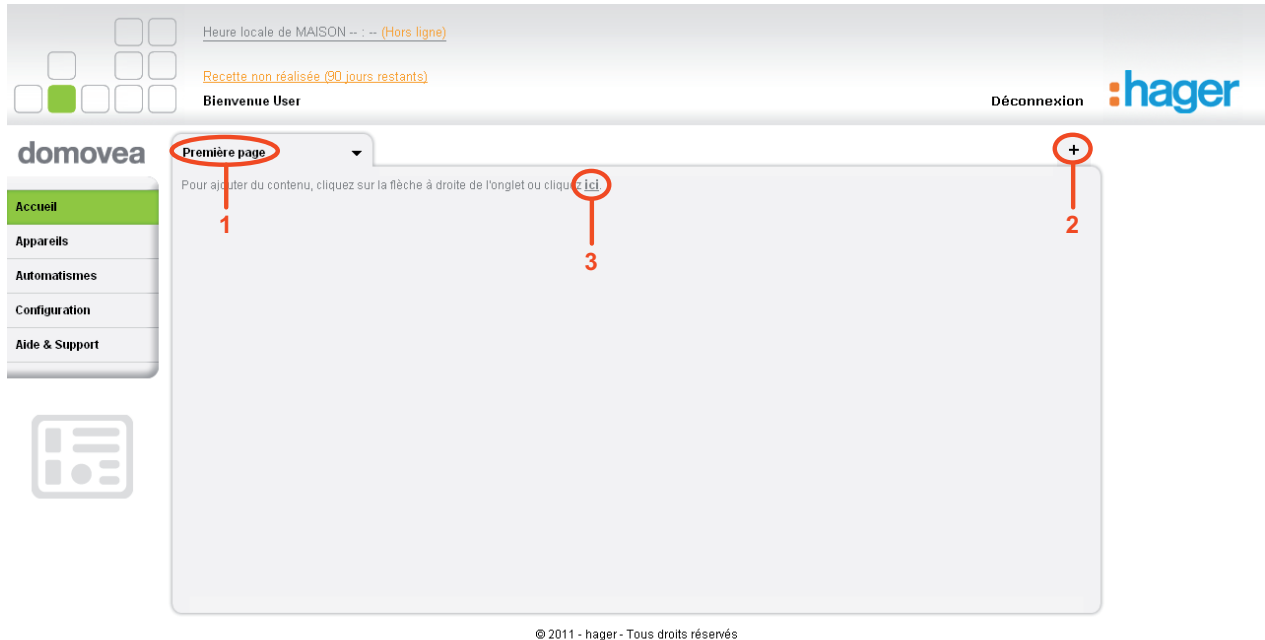 Heure locale de MAISON -- : -- (Hors ligne)
Recette non réalisée (90 jours restants)
Bienvenue User
Déconnexion
:hager
domovea
Première page
+
Pour ajouter du contenu, cliquez sur la flèche à droite de l'onglet ou cliquez ici.
1
2
3
Accueil
Appareils
Automatismes
Configuration
Aide & Support
© 2011 - hager - Tous droits réservés